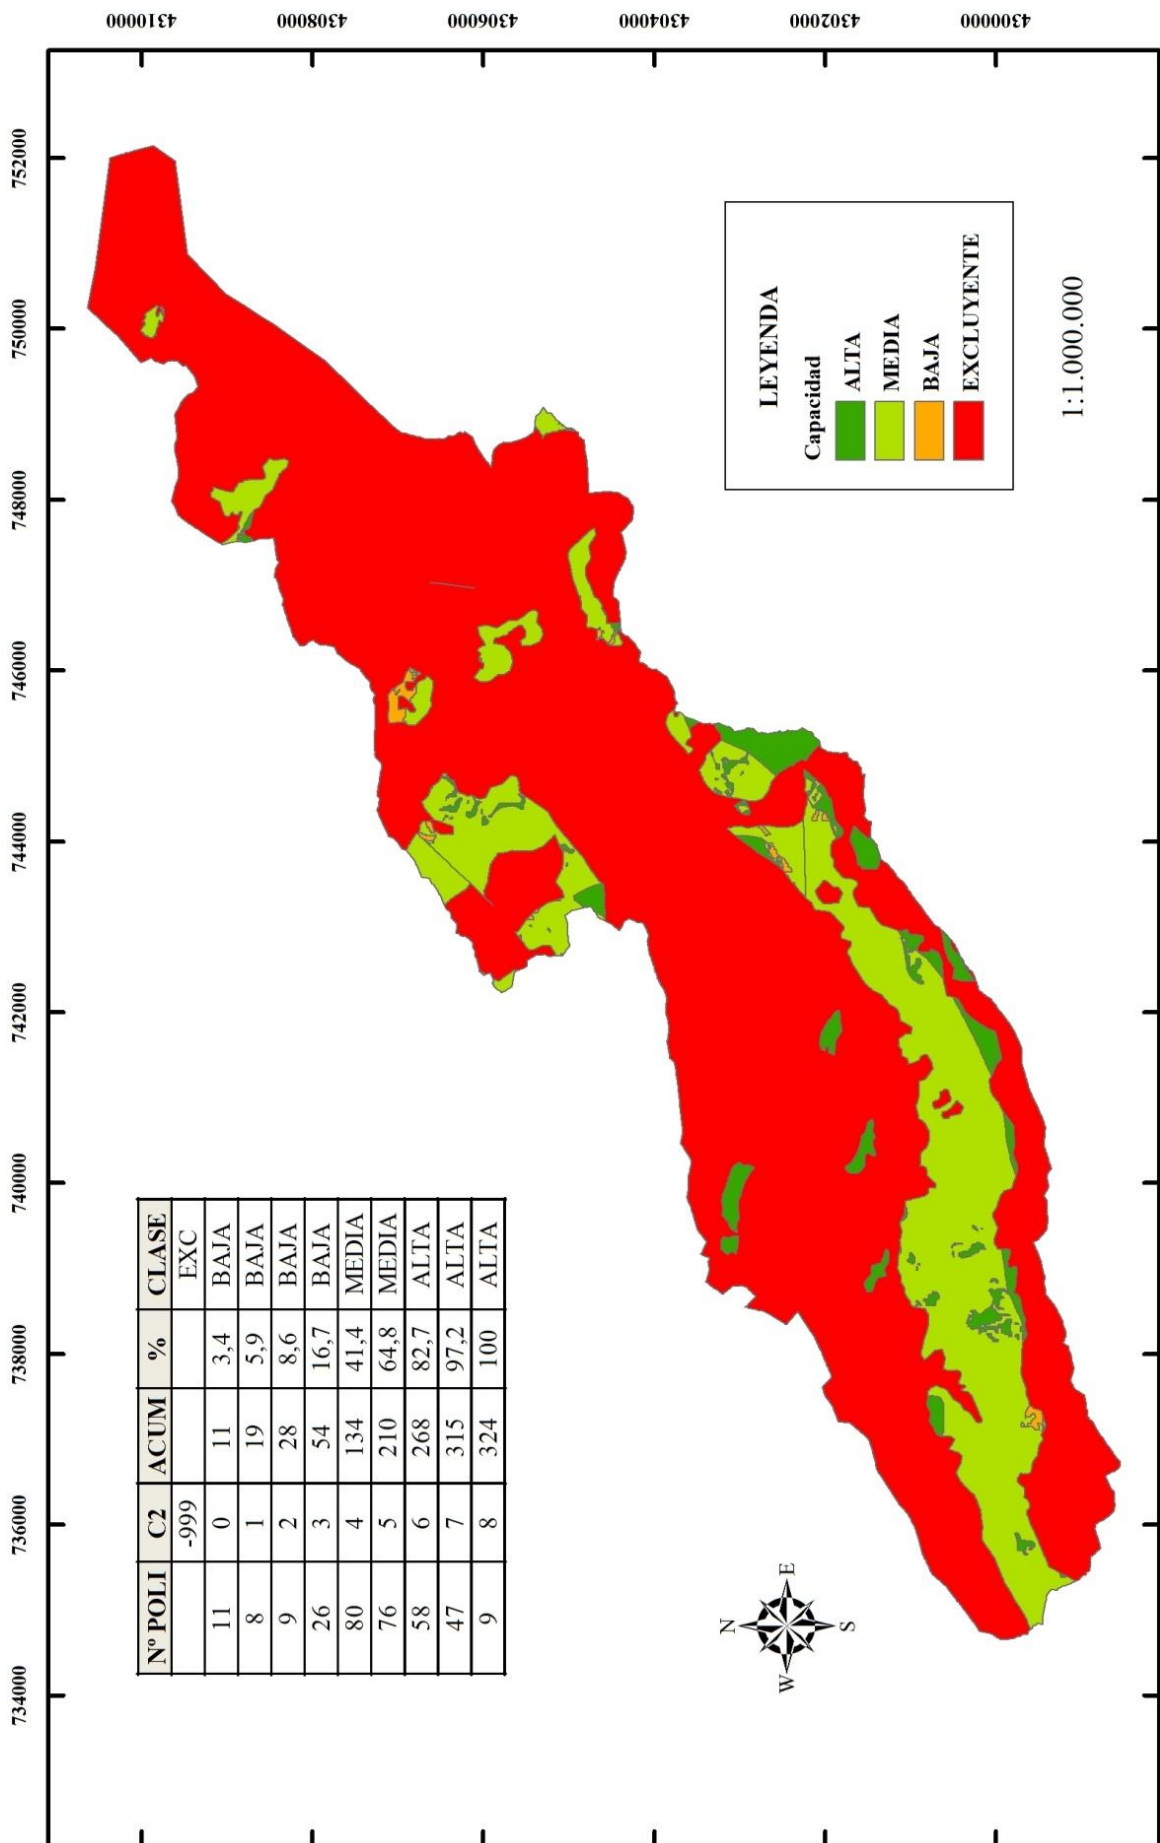 4310000
4308000
4306000
4304000
4302000
4300000
734000
736000
738000
740000
742000
744000
746000
748000
750000
752000
Nº POLI C2 ACUM % CLASE
-999 EXC
11 0 11 3,4 BAJA
8 1 19 5,9 BAJA
9 2 28 8,6 BAJA
26 3 54 16,7 BAJA
80 4 134 41,4 MEDIA
76 5 210 64,8 MEDIA
58 6 268 82,7 ALTA
47 7 315 97,2 ALTA
9 8 324 100 ALTA
N
W E
S
LEYENDA
Capacidad
ALTA
MEDIA
BAJA
EXCLUYENTE
1:1.000.000